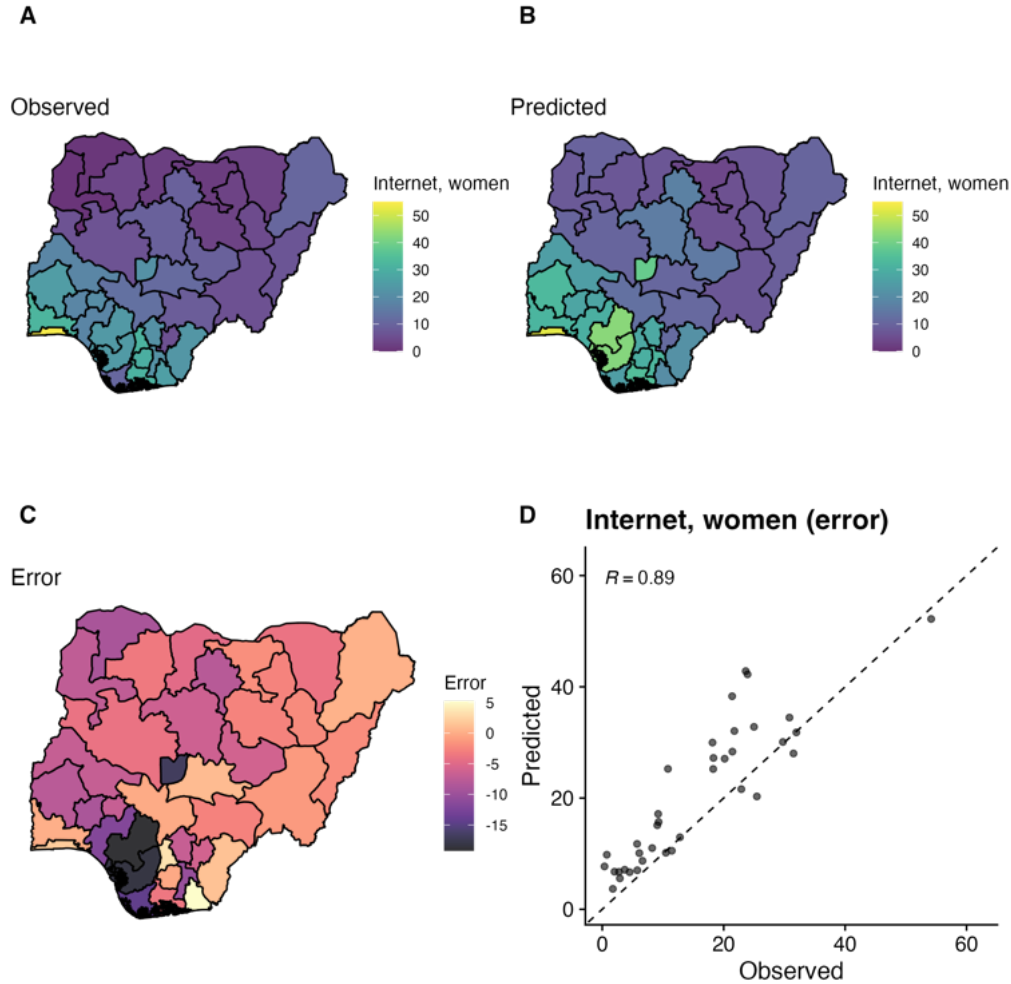 A
B
Observed
Predicted
Internet, women
50
40
30
20
10
0
Internet, women
50
40
30
20
10
0
C
D
Internet, women (error)
Error
R = 0.89
Error
5
0
-5
-10
-15
60
40
20
0
Predicted
0
20
40
60
Observed